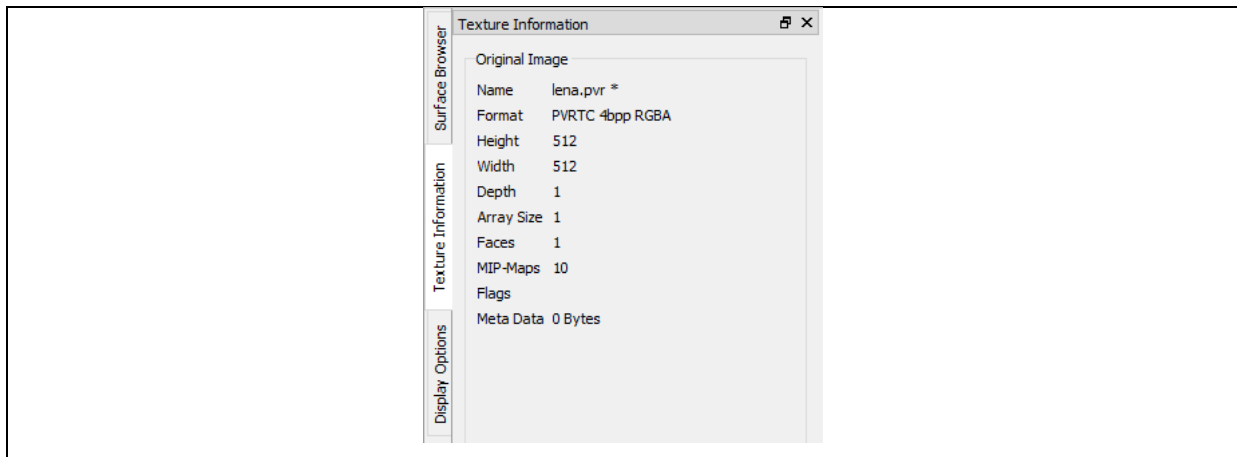 Texture Information
Surface Browser
Texture Information
Display Options
Original Image
Name lena.pvr *
Format PVRTC 4bpp RGBA
Height 512
Width 512
Depth 1
Array Size 1
Faces 1
MIP-Maps 10
Flags
Meta Data 0 Bytes